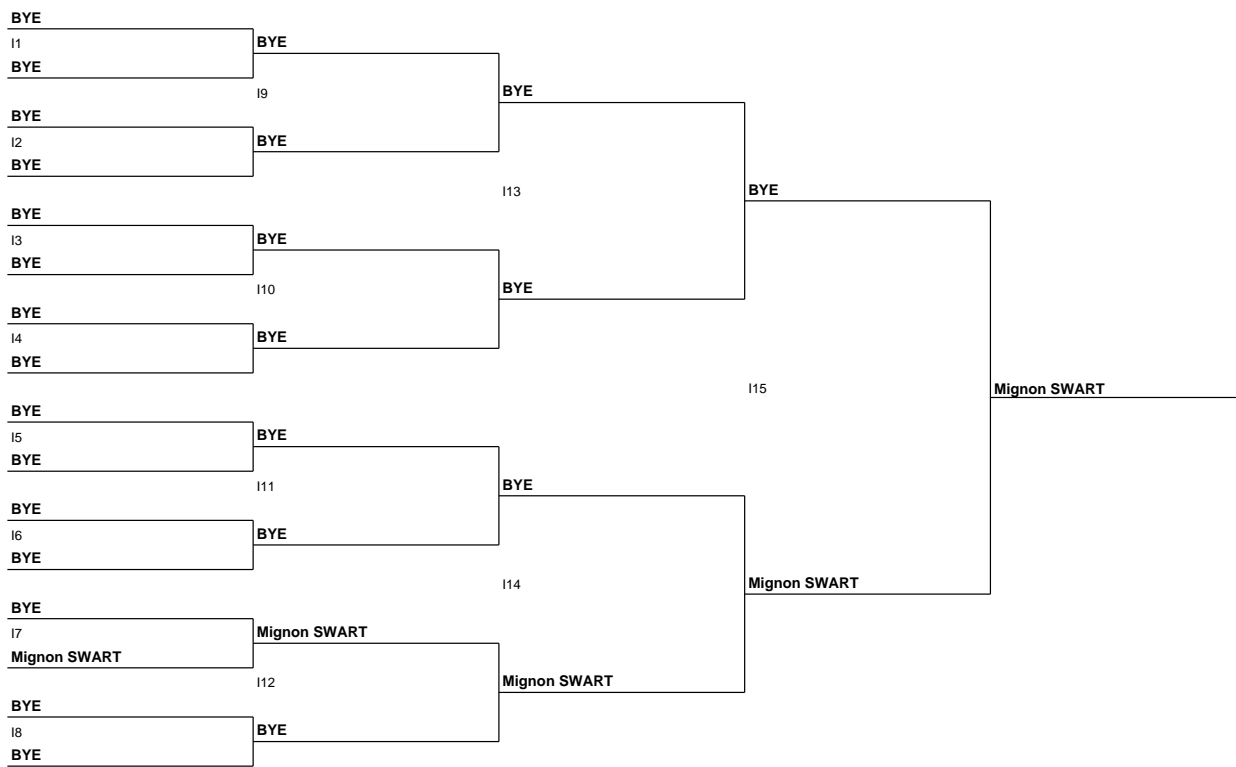 BYE
I1
BYE
BYE
I9
BYE
BYE
I2
BYE
BYE
I13
BYE
BYE
I3
BYE
BYE
I10
BYE
BYE
I4
BYE
BYE
I15
Mignon SWART
BYE
I5
BYE
BYE
I11
BYE
BYE
I6
BYE
BYE
I14
Mignon SWART
BYE
I7
Mignon SWART
Mignon SWART
I12
Mignon SWART
BYE
I8
BYE
BYE